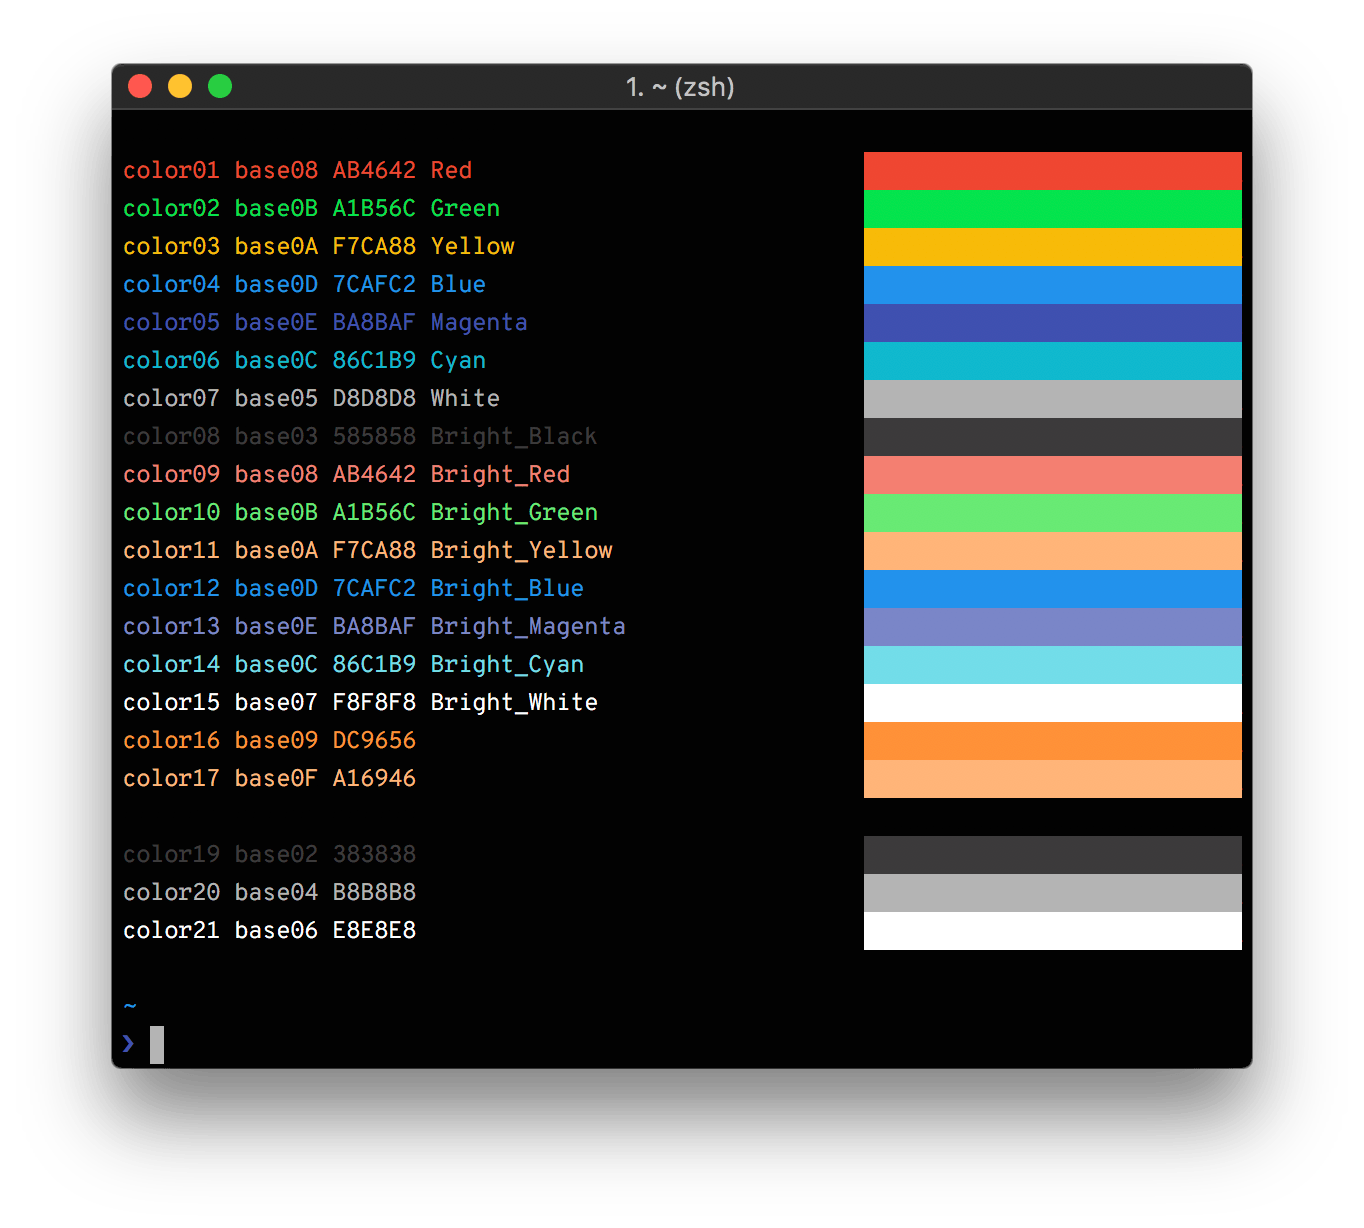 1. ~ (zsh)
color01 base08 AB4642 Red
color02 base0B A1B56C Green
color03 base0A F7CA88 Yellow
color04 base0D 7CAFC2 Blue
color05 base0E BA8BAF Magenta
color06 base0C 86C1B9 Cyan
color07 base05 D8D8D8 White
color08 base03 585858 Bright_Black
color09 base08 AB4642 Bright_Red
color10 base0B A1B56C Bright_Green
color11 base0A F7CA88 Bright_Yellow
color12 base0D 7CAFC2 Bright_Blue
color13 base0E BA8BAF Bright_Magenta
color14 base0C 86C1B9 Bright_Cyan
color15 base07 F8F8F8 Bright_White
color16 base09 DC9656
color17 base0F A16946
color19 base02 383838
color20 base04 B8B8B8
color21 base06 E8E8E8
~
❯